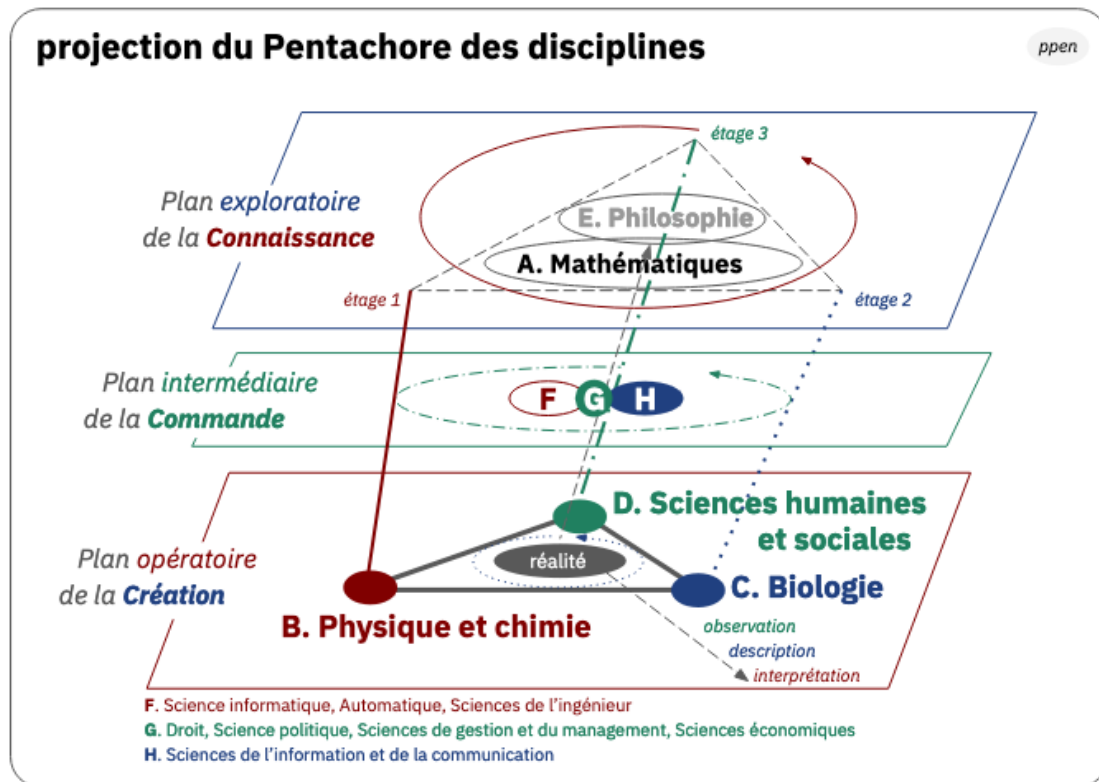 projection du Pentachore des disciplines
ppen
étage 3
Plan exploratoire
de la Connaissance
E. Philosophie
A. Mathématiques
étage 1
étage 2
Plan intermédiaire
de la Commande
F
G
H
D. Sciences humaines
et sociales
Plan opératoire
de la Création
réalité
C. Biologie
B. Physique et chimie
observation
description
interprétation
F. Science informatique, Automatique, Sciences de l’ingénieur
G. Droit, Science politique, Sciences de gestion et du management, Sciences économiques
H. Sciences de l’information et de la communication